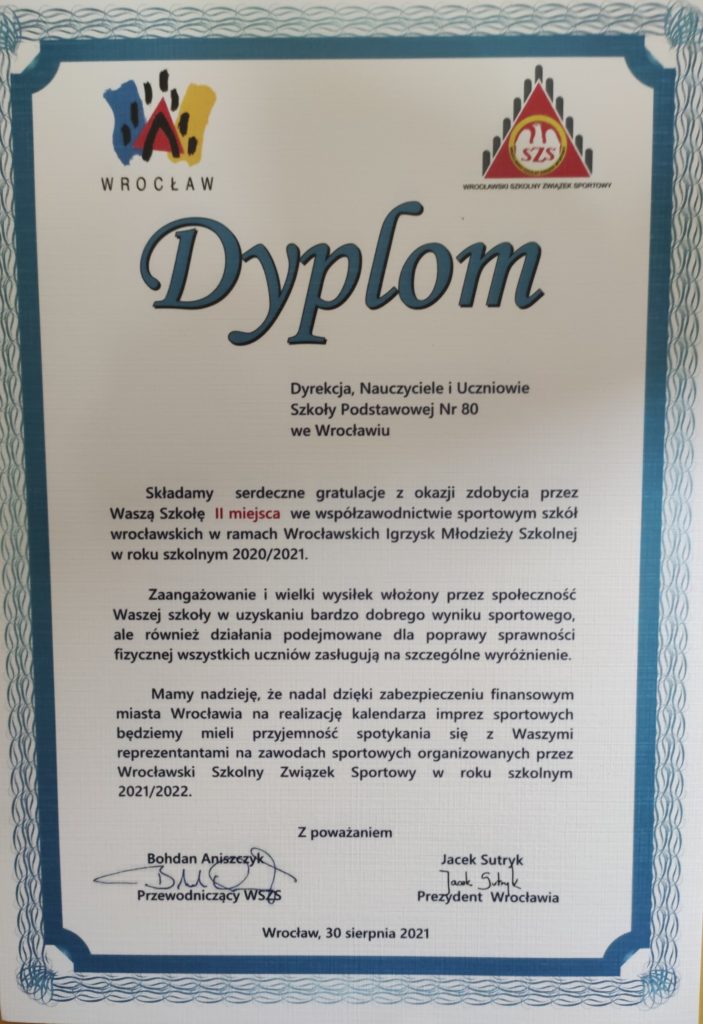 WROCŁAW
SZS
WROCŁAWSKI SZKOLNY ZWIĄZEK SPORTOWY
Dyplom
Dyrekcja, Nauczyciele i Uczniowie
Szkoły Podstawowej Nr 80
we Wrocławiu
Składamy serdeczne gratulacje z okazji zdobycia przez
Waszą Szkołę II miejsca we współzawodnictwie sportowym szkół
wrocławskich w ramach Wrocławskich Igrzysk Młodzieży Szkolnej
w roku szkolnym 2020/2021.
Zaangażowanie i wielki wysiłek włożony przez społeczność
Waszej szkoły w uzyskaniu bardzo dobrego wyniku sportowego,
ale również działania podejmowane dla poprawy sprawności
fizycznej wszystkich uczniów zasługują na szczególne wyróżnienie.
Mamy nadzieję, że nadal dzięki zabezpieczeniu finansowym
miasta Wrocławia na realizację kalendarza imprez sportowych
będziemy mieli przyjemność spotykania się z Waszymi
reprezentantami na zawodach sportowych organizowanych przez
Wrocławski Szkolny Związek Sportowy w roku szkolnym
2021/2022.
Z poważaniem
Bohdan Aniszczyk
Przewodniczący WSZS
Jacek Sutryk
Jacek Sutryk
Prezydent Wrocławia
Wrocław, 30 sierpnia 2021